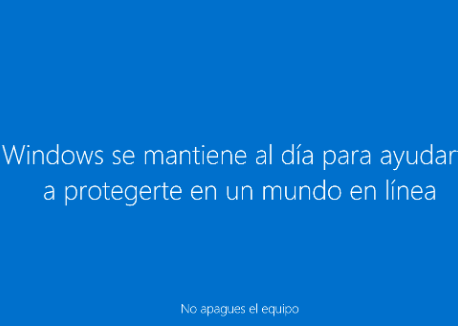 Windows se mantiene al día para ayudar
a protegerte en un mundo en línea
No apagues el equipo